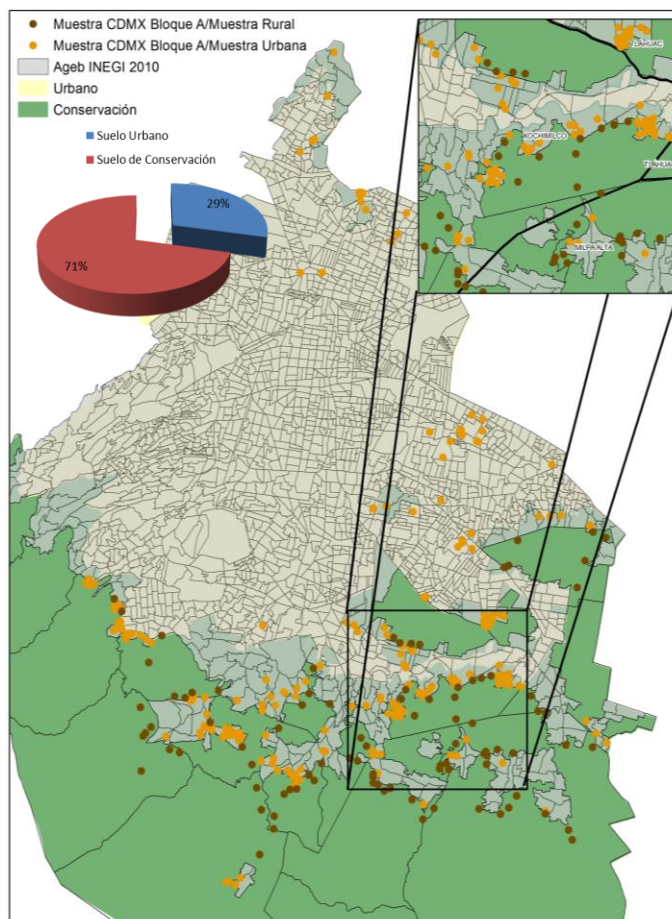 Muestra CDMX Bloque A/Muestra Rural
Muestra CDMX Bloque A/Muestra Urbana
Ageb INEGI 2010
Urbano
Conservación
Suelo Urbano
Suelo de Conservación
29%
71%
TLAHUAC
XOCHIMILCO
TLAHUA
MILPA ALTA